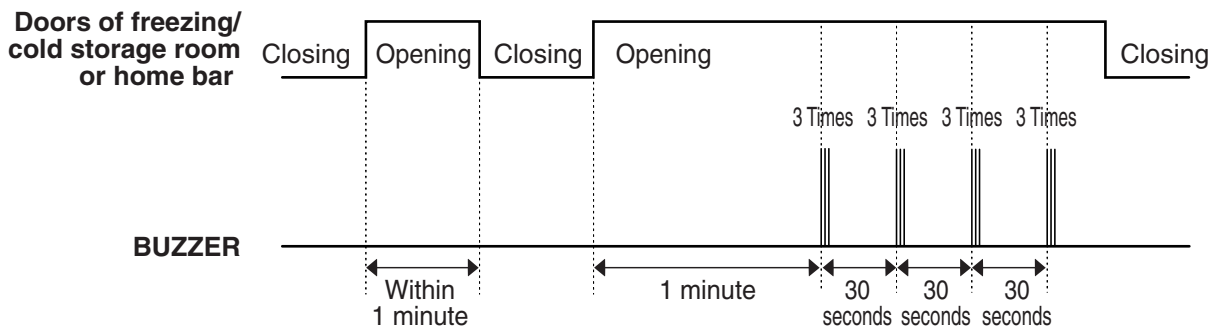 Doors of freezing/
cold storage room
or home bar
Closing Opening Closing Opening Closing
3 Times 3 Times 3 Times 3 Times
BUZZER
Within
1 minute
1 minute
30
seconds
30
seconds
30
seconds